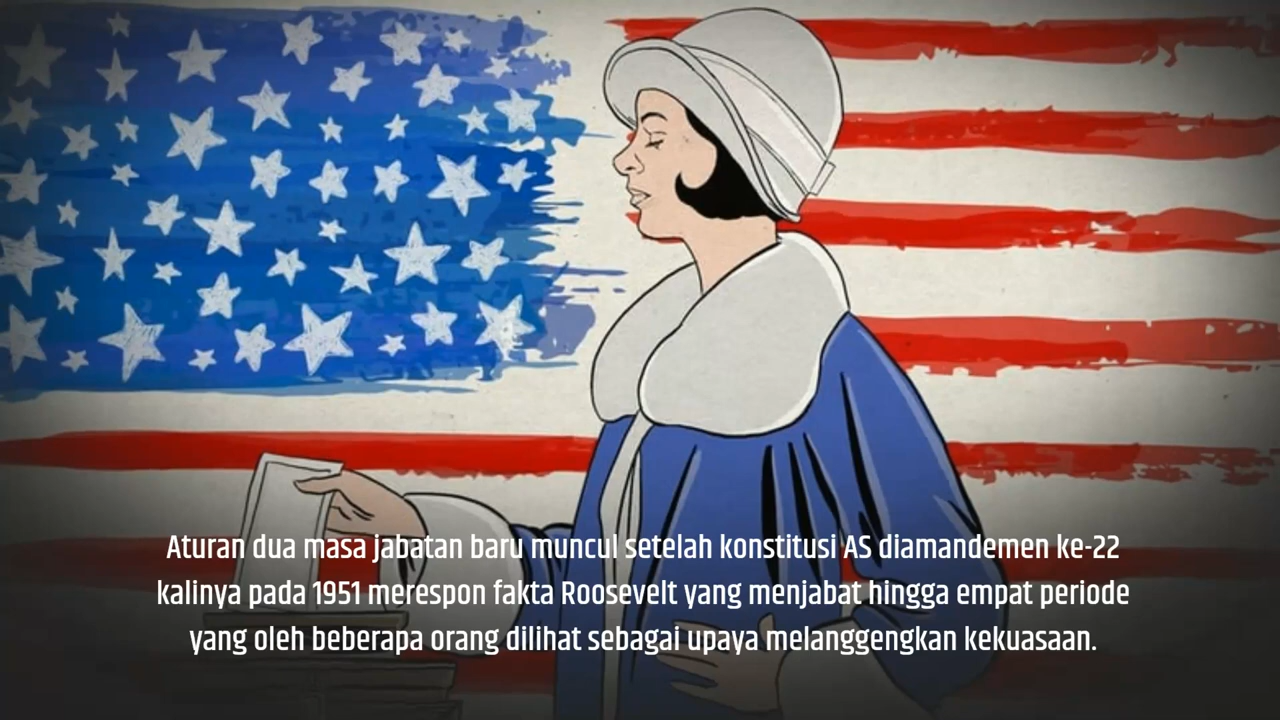 Aturan dua masa jabatan baru muncul setelah konstitusi AS diamandemen ke-22
kalinya pada 1951 merespon fakta Roosevelt yang menjabat hingga empat periode
yang oleh beberapa orang dilihat sebagai upaya melanggengkan kekuasaan.